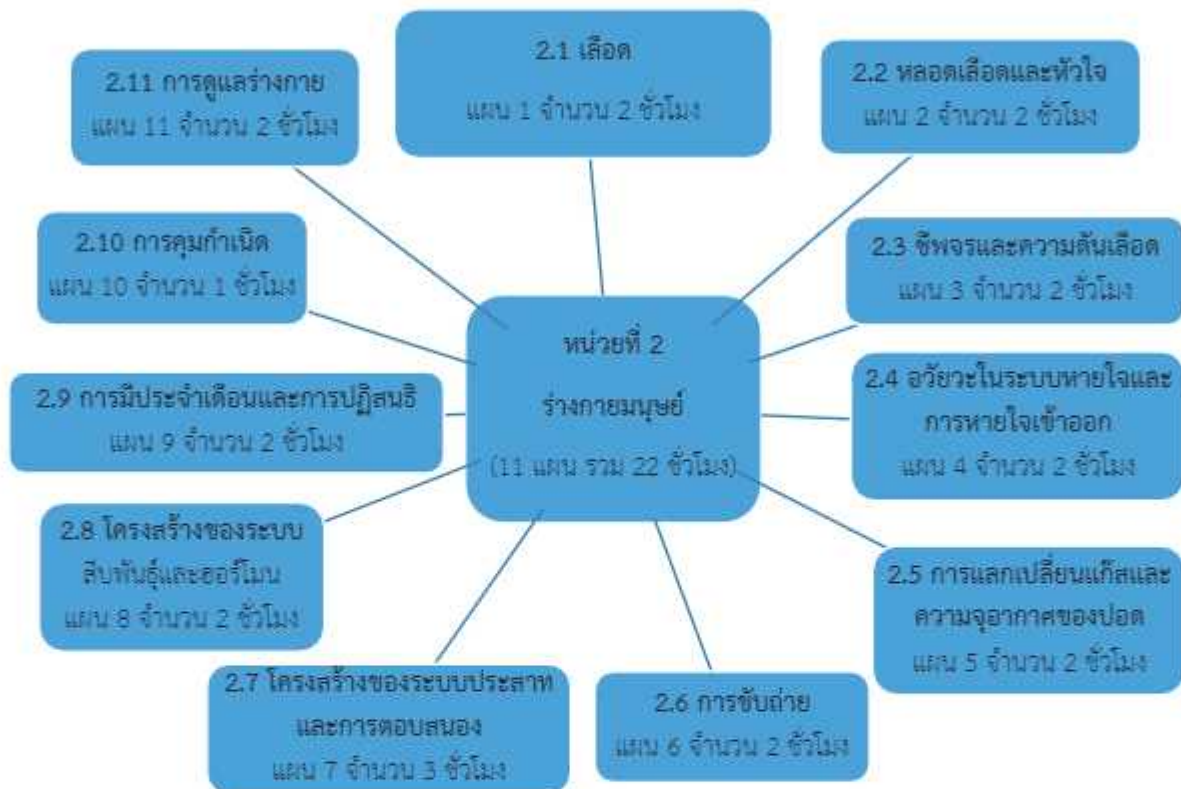 2.1 เลือด
แผน 1 จำนวน 2 ชั่วโมง
2.2 หลอดเลือดและหัวใจ
แผน 2 จำนวน 2 ชั่วโมง
2.3 ชีพจรและความดันเลือด
แผน 3 จำนวน 2 ชั่วโมง
2.4 อวัยวะในระบบหายใจและ
การหายใจเข้าออก
แผน 4 จำนวน 2 ชั่วโมง
2.5 การแลกเปลี่ยนแก๊สและ
ความจุอากาศของปอด
แผน 5 จำนวน 2 ชั่วโมง
2.6 การขับถ่าย
แผน 6 จำนวน 2 ชั่วโมง
2.7 โครงสร้างของระบบประสาท
และการตอบสนอง
แผน 7 จำนวน 3 ชั่วโมง
2.8 โครงสร้างของระบบ
สืบพันธุ์และฮอร์โมน
แผน 8 จำนวน 2 ชั่วโมง
2.9 การมีประจำเดือนและการปฏิสนธิ
แผน 9 จำนวน 2 ชั่วโมง
2.10 การคุมกำเนิด
แผน 10 จำนวน 1 ชั่วโมง
2.11 การดูแลร่างกาย
แผน 11 จำนวน 2 ชั่วโมง
หน่วยที่ 2
ร่างกายมนุษย์
(11 แผน รวม 22 ชั่วโมง)